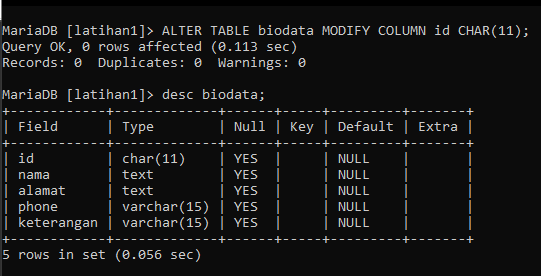 MariaDB [latihan1]> ALTER TABLE biodata MODIFY COLUMN id CHAR(11);
Query OK, 0 rows affected (0.113 sec)
Records: 0  Duplicates: 0  Warnings: 0

MariaDB [latihan1]> desc biodata;
+------------+-------------+------+-----+---------+-------+
| Field      | Type        | Null | Key | Default | Extra |
+------------+-------------+------+-----+---------+-------+
| id         | char(11)    | YES  |     | NULL    |       |
| nama       | text        | YES  |     | NULL    |       |
| alamat     | text        | YES  |     | NULL    |       |
| phone      | varchar(15) | YES  |     | NULL    |       |
| keterangan | varchar(15) | YES  |     | NULL    |       |
+------------+-------------+------+-----+---------+-------+
5 rows in set (0.056 sec)